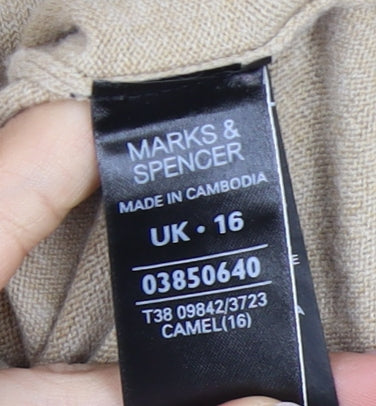 MARKS &
SPENCER
MADE IN CAMBODIA
UK • 16
03850640
T38 09842/3723
CAMEL(16)
E
A